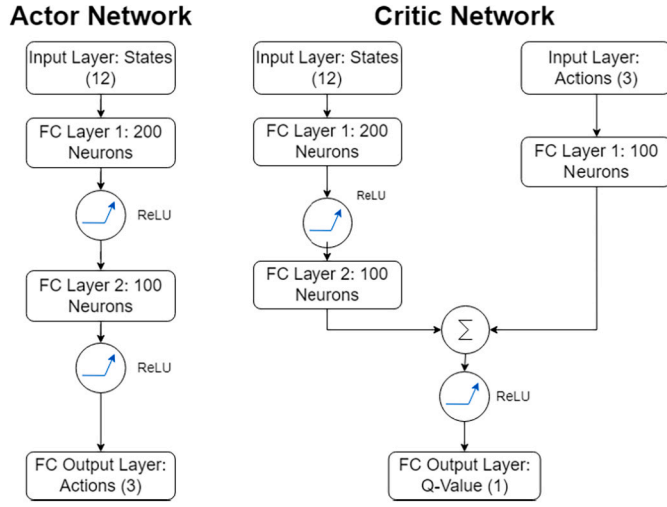 Actor Network
Input Layer: States
(12)
FC Layer 1: 200
Neurons
ReLU
FC Layer 2: 100
Neurons
ReLU
FC Output Layer:
Actions (3)
Critic Network
Input Layer: States
(12)
FC Layer 1: 200
Neurons
ReLU
FC Layer 2: 100
Neurons
Input Layer:
Actions (3)
FC Layer 1: 100
Neurons
Σ
ReLU
FC Output Layer:
Q-Value (1)